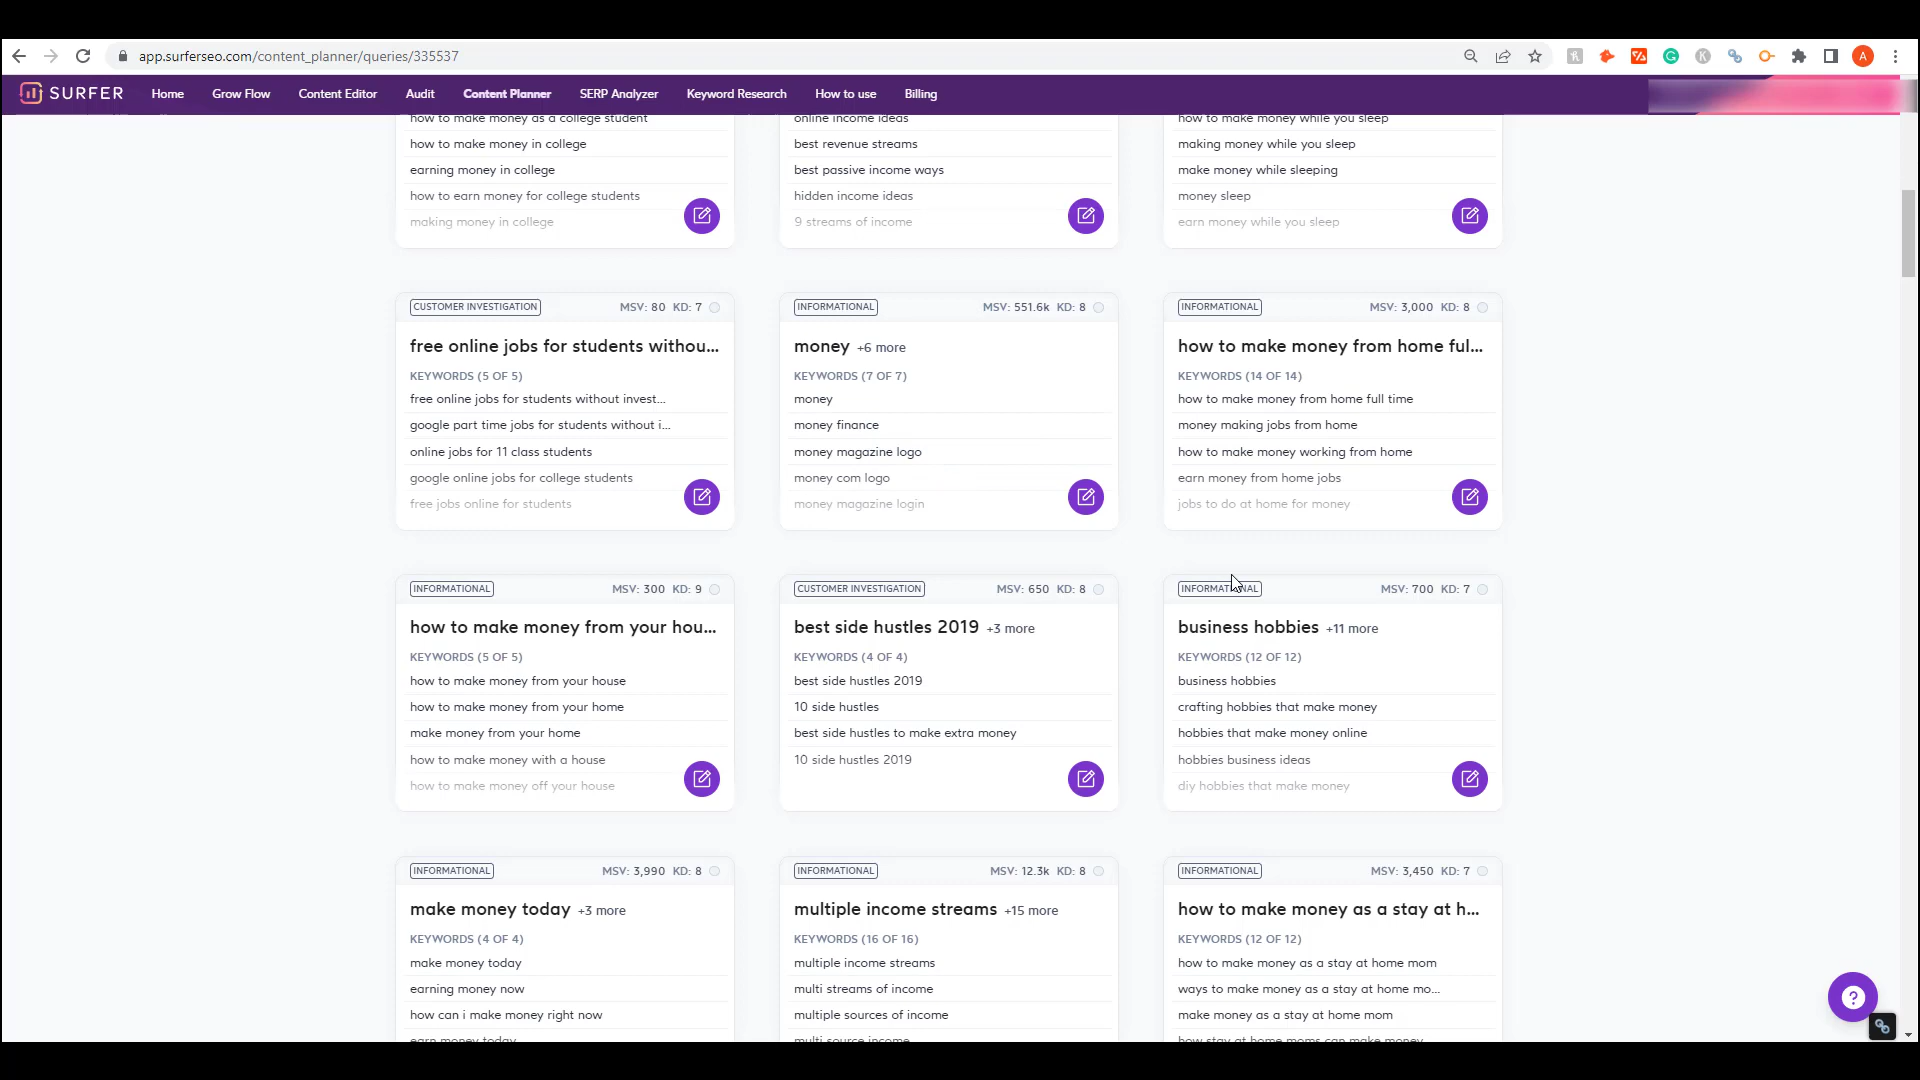 app.surferseo.com/content_planner/queries/335537
A
SURFER
Home
Grow Flow
Content Editor
Audit
Content Planner
SERP Analyzer
Keyword Research
How to use
Billing
how to make money as a college student
how to make money in college
earning money in college
how to earn money for college students
making money in college
online income ideas
best revenue streams
best passive income ways
hidden income ideas
9 streams of income
how to make money while you sleep
making money while you sleep
make money while sleeping
money sleep
earn money while you sleep
CUSTOMER INVESTIGATION
MSV: 80 KD: 7
free online jobs for students withou...
KEYWORDS (5 OF 5)
free online jobs for students without invest...
google part time jobs for students without i...
online jobs for 11 class students
google online jobs for college students
free jobs online for students
INFORMATIONAL
MSV: 551.6k KD: 8
money +6 more
KEYWORDS (7 OF 7)
money
money finance
money magazine logo
money com logo
money magazine login
INFORMATIONAL
MSV: 3,000 KD: 8
how to make money from home ful...
KEYWORDS (14 OF 14)
how to make money from home full time
money making jobs from home
how to make money working from home
earn money from home jobs
jobs to do at home for money
INFORMATIONAL
MSV: 300 KD: 9
how to make money from your hou...
KEYWORDS (5 OF 5)
how to make money from your house
how to make money from your home
make money from your home
how to make money with a house
how to make money off your house
CUSTOMER INVESTIGATION
MSV: 650 KD: 8
best side hustles 2019 +3 more
KEYWORDS (4 OF 4)
best side hustles 2019
10 side hustles
best side hustles to make extra money
10 side hustles 2019
INFORMATIONAL
MSV: 700 KD: 7
business hobbies +11 more
KEYWORDS (12 OF 12)
business hobbies
crafting hobbies that make money
hobbies that make money online
hobbies business ideas
diy hobbies that make money
INFORMATIONAL
MSV: 3,990 KD: 8
make money today +3 more
KEYWORDS (4 OF 4)
make money today
earning money now
how can i make money right now
earn money today
INFORMATIONAL
MSV: 12.3k KD: 8
multiple income streams +15 more
KEYWORDS (16 OF 16)
multiple income streams
multi streams of income
multiple sources of income
multi source income
INFORMATIONAL
MSV: 3,450 KD: 7
how to make money as a stay at h...
KEYWORDS (12 OF 12)
how to make money as a stay at home mom
ways to make money as a stay at home mo...
make money as a stay at home mom
how stay at home moms can make money